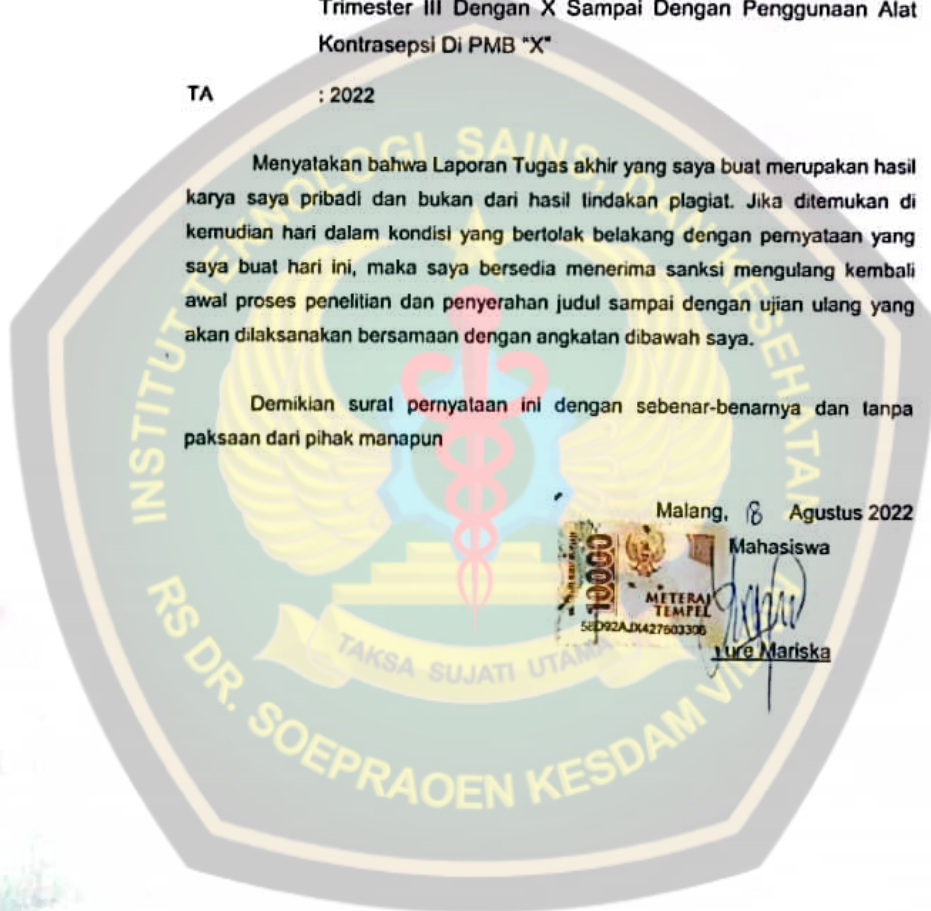 Trimester III Dengan X Sampai Dengan Penggunaan Alat
Kontrasepsi Di PMB "X"
TA : 2022
Menyatakan bahwa Laporan Tugas akhir yang saya buat merupakan hasil
karya saya pribadi dan bukan dari hasil tindakan plagiat. Jika ditemukan di
kemudian hari dalam kondisi yang bertolak belakang dengan pernyataan yang
saya buat hari ini, maka saya bersedia menerima sanksi mengulang kembali
awal proses penelitian dan penyerahan judul sampai dengan ujian ulang yang
akan dilaksanakan bersamaan dengan angkatan dibawah saya.
Demikian surat pernyataan ini dengan sebenar-benarnya dan tanpa
paksaan dari pihak manapun
Malang, 18 Agustus 2022
Mahasiswa
10000
METERAI
TEMPEL
58D92AJX427603306
Yure Mariska
INSTITUT TEKNOLOGI SAINS, DAN KESEHATAN
RS DR. SOEPRAOEN KESDAM
TAKSA SUJATI UTAMA